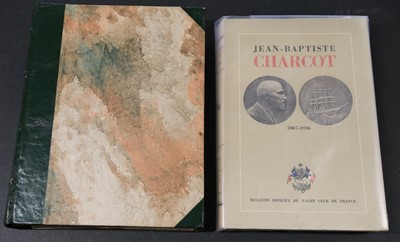 JEAN-BAPTISTE
CHARCOT
1867-1936
BULLETIN OFFICIEL DU YACHT CLUB DE FRANCE